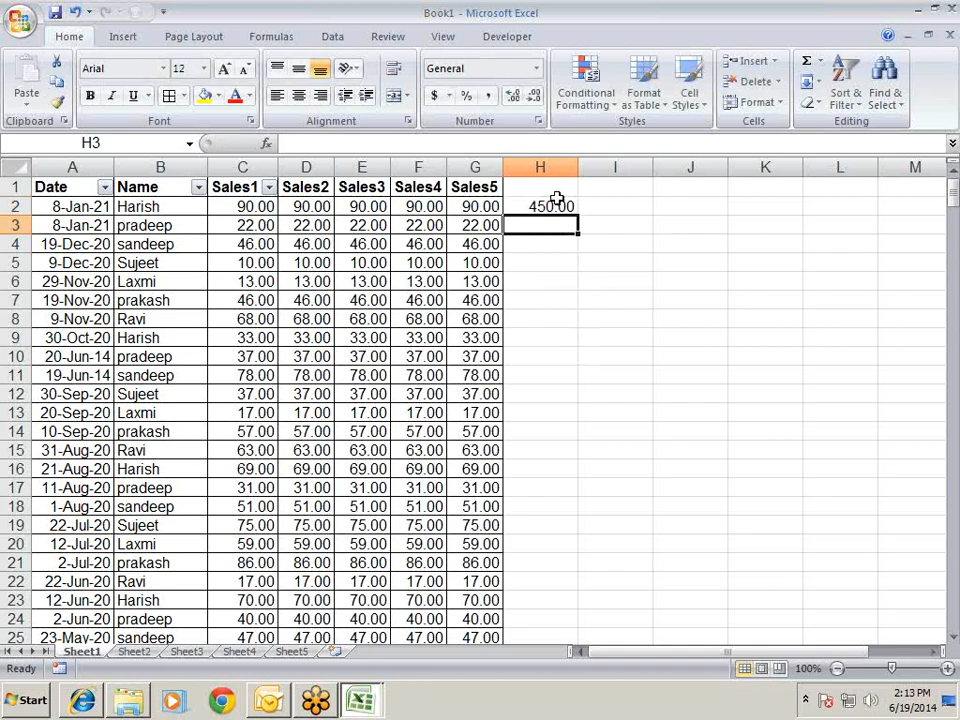 Book1 - Microsoft Excel
Home Insert Page Layout Formulas Data Review View Developer
Paste
Arial 12
B I U
General
$ % ,
Conditional Formatting
Format as Table
Cell Styles
Insert
Delete
Format
Sort & Filter
Find & Select
Clipboard Font Alignment Number Styles Cells Editing
H3 fx
A B C D E F G H I J K L M
1 Date Name Sales1 Sales2 Sales3 Sales4 Sales5
2 8-Jan-21 Harish 90.00 90.00 90.00 90.00 90.00 450.00
3 8-Jan-21 pradeep 22.00 22.00 22.00 22.00 22.00
4 19-Dec-20 sandeep 46.00 46.00 46.00 46.00 46.00
5 9-Dec-20 Sujeet 10.00 10.00 10.00 10.00 10.00
6 29-Nov-20 Laxmi 13.00 13.00 13.00 13.00 13.00
7 19-Nov-20 prakash 46.00 46.00 46.00 46.00 46.00
8 9-Nov-20 Ravi 68.00 68.00 68.00 68.00 68.00
9 30-Oct-20 Harish 33.00 33.00 33.00 33.00 33.00
10 20-Jun-14 pradeep 37.00 37.00 37.00 37.00 37.00
11 19-Jun-14 sandeep 78.00 78.00 78.00 78.00 78.00
12 30-Sep-20 Sujeet 37.00 37.00 37.00 37.00 37.00
13 20-Sep-20 Laxmi 17.00 17.00 17.00 17.00 17.00
14 10-Sep-20 prakash 57.00 57.00 57.00 57.00 57.00
15 31-Aug-20 Ravi 63.00 63.00 63.00 63.00 63.00
16 21-Aug-20 Harish 69.00 69.00 69.00 69.00 69.00
17 11-Aug-20 pradeep 31.00 31.00 31.00 31.00 31.00
18 1-Aug-20 sandeep 51.00 51.00 51.00 51.00 51.00
19 22-Jul-20 Sujeet 75.00 75.00 75.00 75.00 75.00
20 12-Jul-20 Laxmi 59.00 59.00 59.00 59.00 59.00
21 2-Jul-20 prakash 86.00 86.00 86.00 86.00 86.00
22 22-Jun-20 Ravi 17.00 17.00 17.00 17.00 17.00
23 12-Jun-20 Harish 70.00 70.00 70.00 70.00 70.00
24 2-Jun-20 pradeep 40.00 40.00 40.00 40.00 40.00
25 23-May-20 sandeep 47.00 47.00 47.00 47.00 47.00
Sheet1 Sheet2 Sheet3 Sheet4 Sheet5
Ready 100%
Start 2:13 PM
6/19/2014